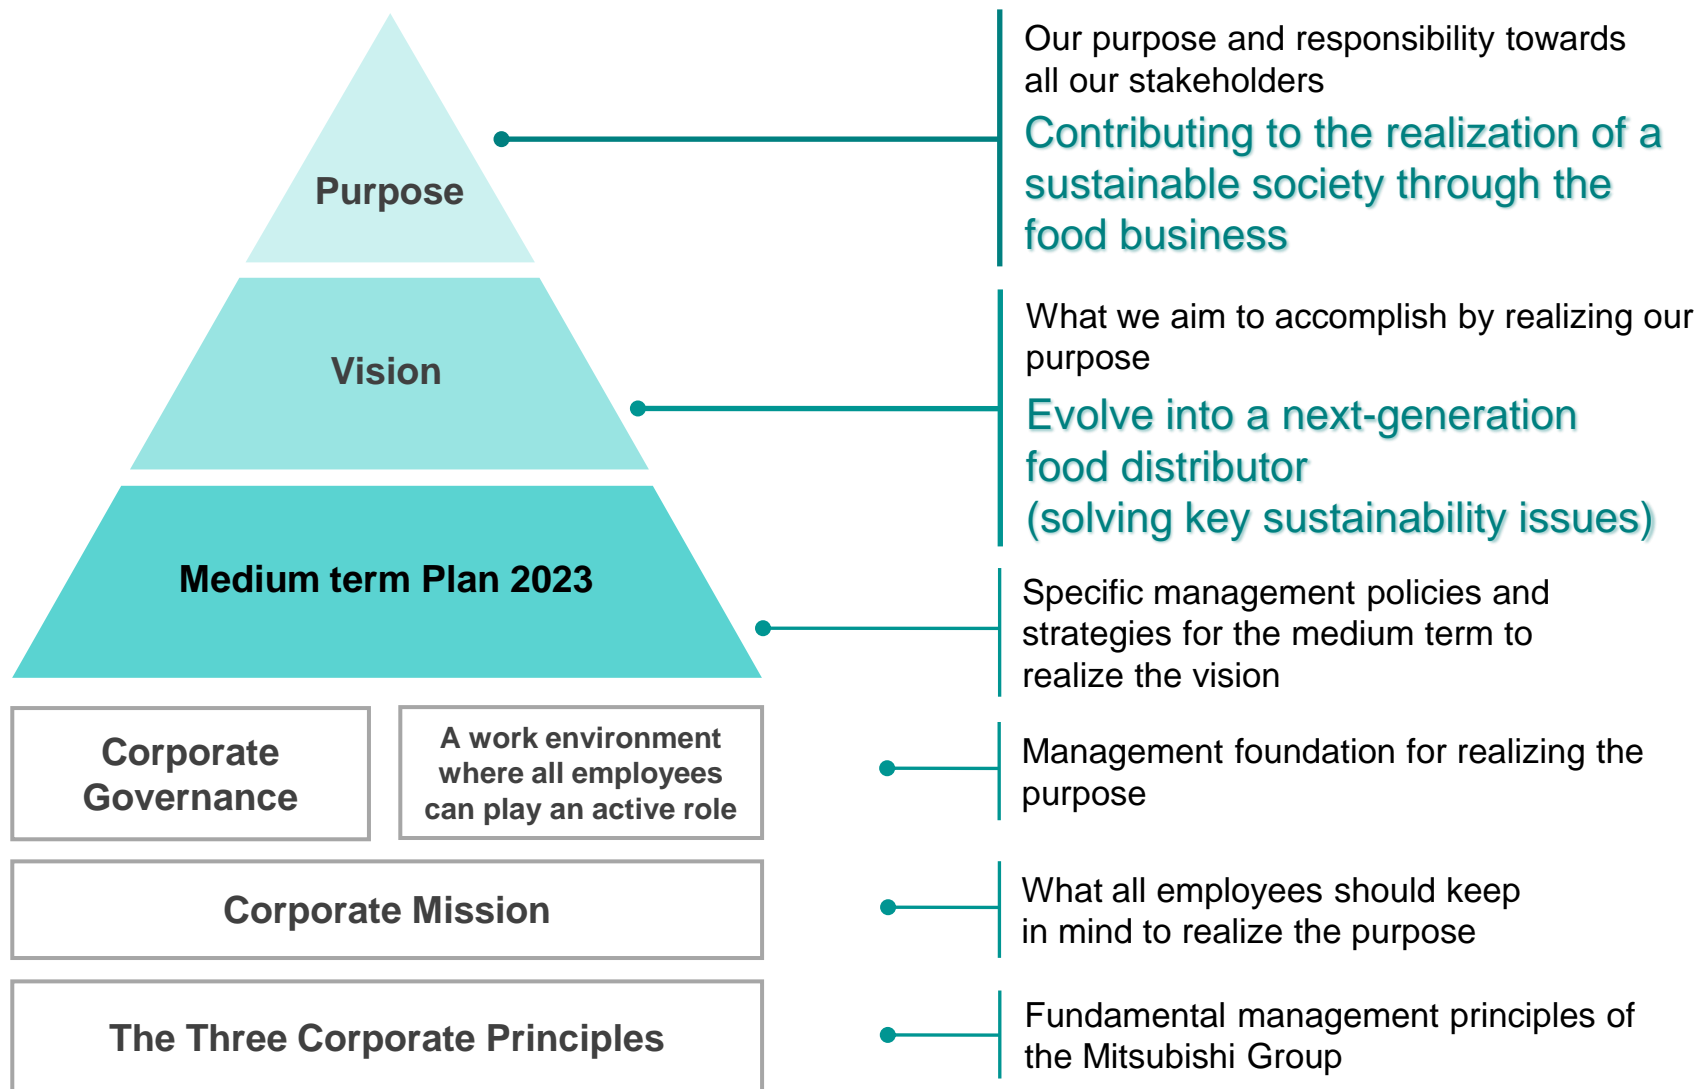 Purpose
Our purpose and responsibility towards
all our stakeholders
Contributing to the realization of a
sustainable society through the
food business
Vision
What we aim to accomplish by realizing our
purpose
Evolve into a next-generation
food distributor
(solving key sustainability issues)
Medium term Plan 2023
Specific management policies and
strategies for the medium term to
realize the vision
Corporate
Governance
A work environment
where all employees
can play an active role
Management foundation for realizing the
purpose
Corporate Mission
What all employees should keep
in mind to realize the purpose
The Three Corporate Principles
Fundamental management principles of
the Mitsubishi Group